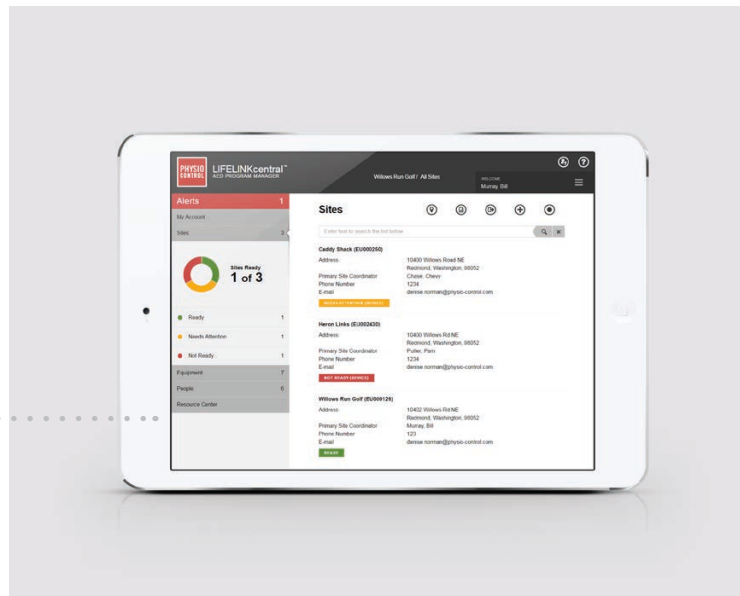 PHYSIO
CONTROL
LIFELINKcentral™
AED PROGRAM MANAGER
Willows Run Golf / All Sites
WELCOME
Murray, Bill
Alerts 1
My Account
Sites 3
Sites Ready
1 of 3
Ready 1
Needs Attention 1
Not Ready 1
Equipment 7
People 6
Resource Center
Sites
Enter text to search the list below
Caddy Shack (EU000250)
Address 10400 Willows Road NE
Redmond, Washington, 98052
Primary Site Coordinator Chase, Chevy
Phone Number 1234
E-mail denise.norman@physio-control.com
NEEDS ATTENTION (DEVICE)
Heron Links (EU002430)
Address 10400 Willows Rd NE
Redmond, Washington, 98052
Primary Site Coordinator Putter, Pam
Phone Number 1234
E-mail denise.norman@physio-control.com
NOT READY (DEVICE)
Willows Run Golf (EU000126)
Address 10402 Willows Rd NE
Redmond, Washington, 98052
Primary Site Coordinator Murray, Bill
Phone Number 123
E-mail denise.norman@physio-control.com
READY